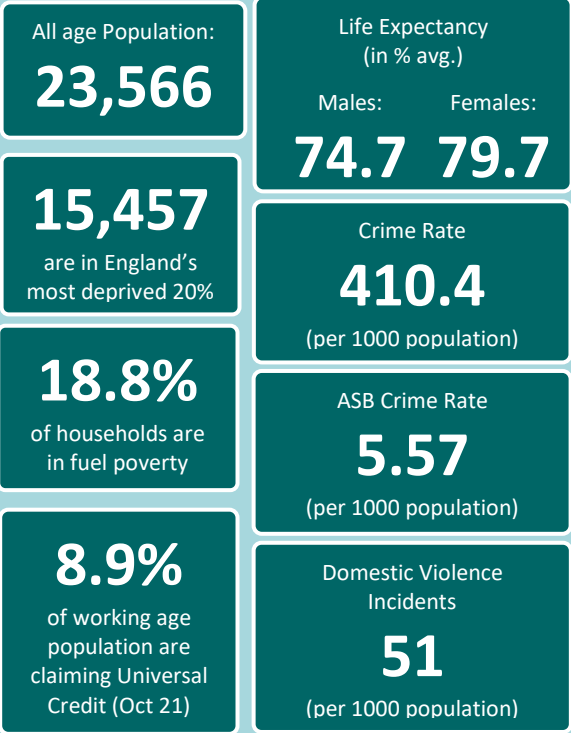 All age Population:
23,566
15,457
are in England's
most deprived 20%
18.8%
of households are
in fuel poverty
8.9%
of working age
population are
claiming Universal
Credit (Oct 21)
Life Expectancy
(in % avg.)
Males: Females:
74.7 79.7
Crime Rate
410.4
(per 1000 population)
ASB Crime Rate
5.57
(per 1000 population)
Domestic Violence
Incidents
51
(per 1000 population)